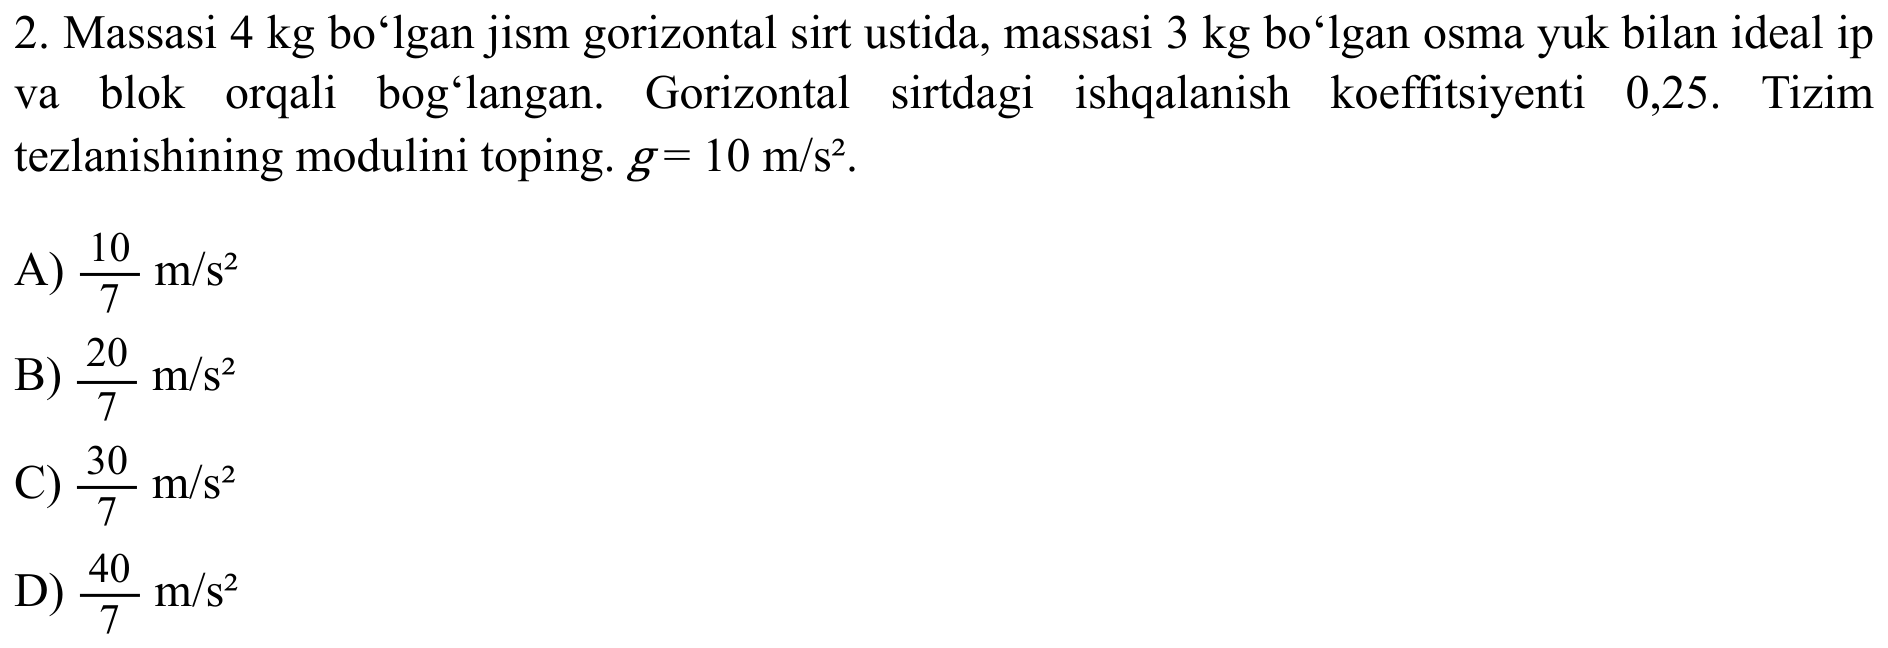 2. Massasi 4 kg bo‘lgan jism gorizontal sirt ustida, massasi 3 kg bo‘lgan osma yuk bilan ideal ip
va blok orqali bog‘langan. Gorizontal sirtdagi ishqalanish koeffitsiyenti 0,25. Tizim
tezlanishining modulini toping. g= 10 m/s².
A) 10/7 m/s²
B) 20/7 m/s²
C) 30/7 m/s²
D) 40/7 m/s²